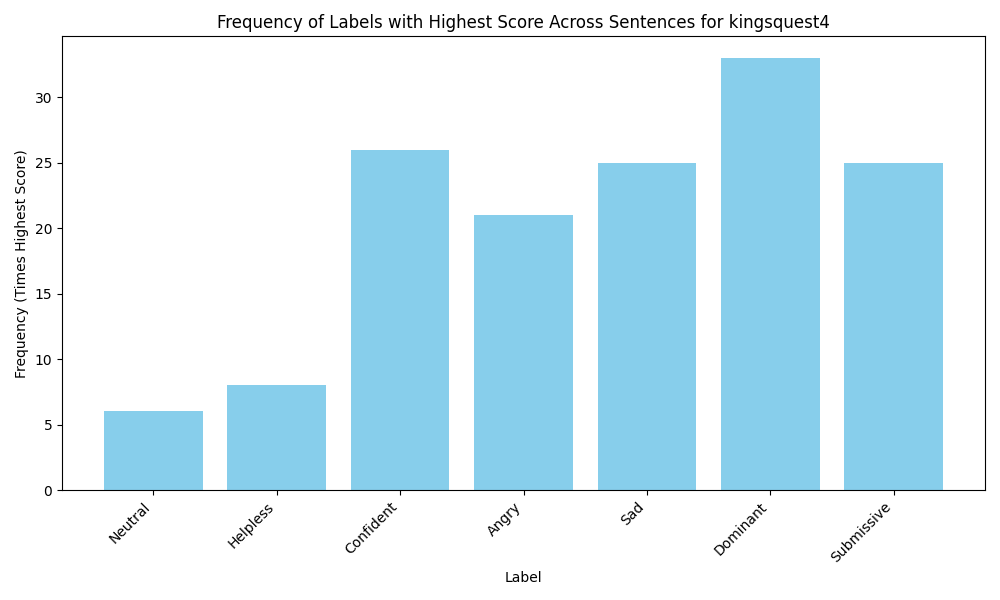 Frequency of Labels with Highest Score Across Sentences for kingsquest4
Frequency (Times Highest Score)
30
25
20
15
10
5
0
Neutral
Helpless
Confident
Angry
Sad
Dominant
Submissive
Label